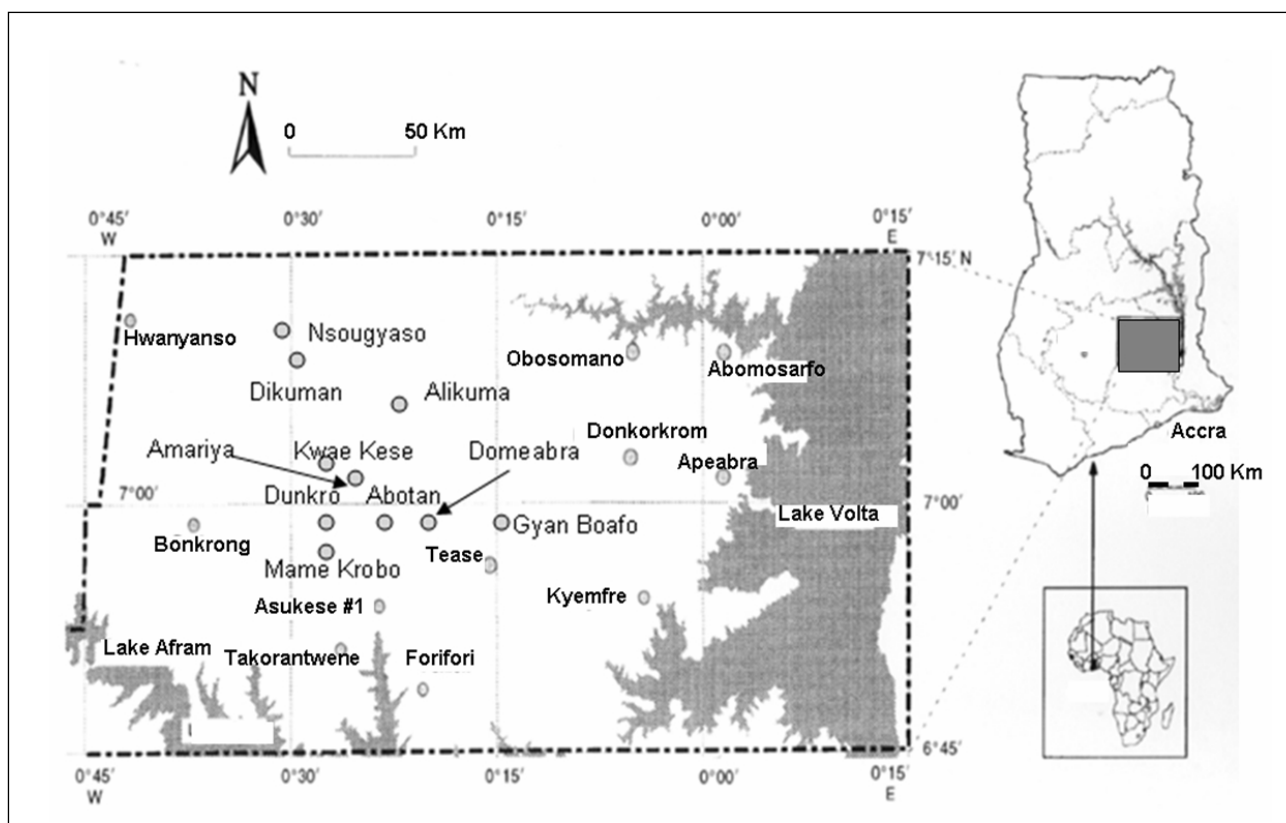 N
0 50 Km
0°45′ W
0°30′
0°15′
0°00′
0°15′ E
7°15′ N
Hwanyanso
Nsougyaso
Obosomano
Abomosarfo
Dikuman
Alikuma
Donkorkrom
Accra
Amariya
Kwae Kese
Domeabra
Apeabra
0 100 Km
7°00′
Dunkro
Abotan
7°00′
Lake Volta
Gyan Boafo
Bonkrong
Tease
Mame Krobo
Kyemfre
Asukese #1
Lake Afram
Takorantwene
Forifori
6°45′
0°45′ W
0°30′
0°15′
0°00′
0°15′ E